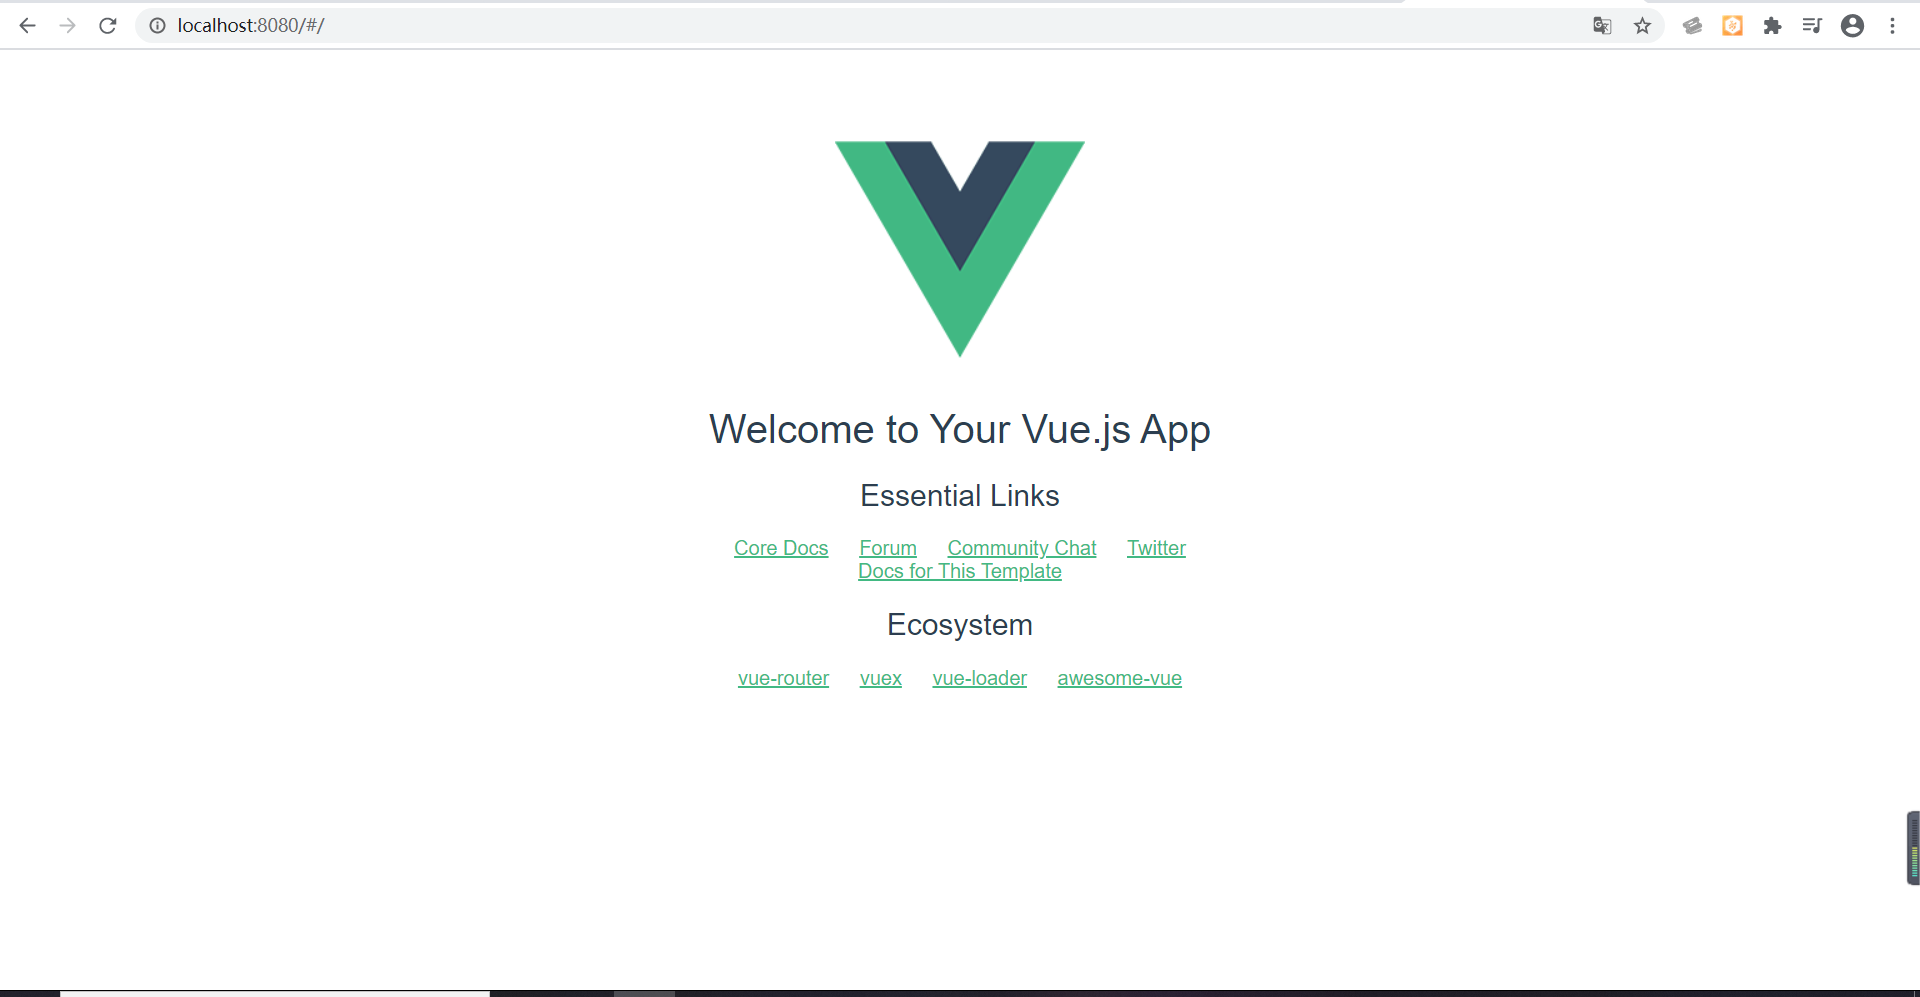 localhost:8080/#/
Welcome to Your Vue.js App
Essential Links
Core Docs Forum Community Chat Twitter
Docs for This Template
Ecosystem
vue-router vuex vue-loader awesome-vue